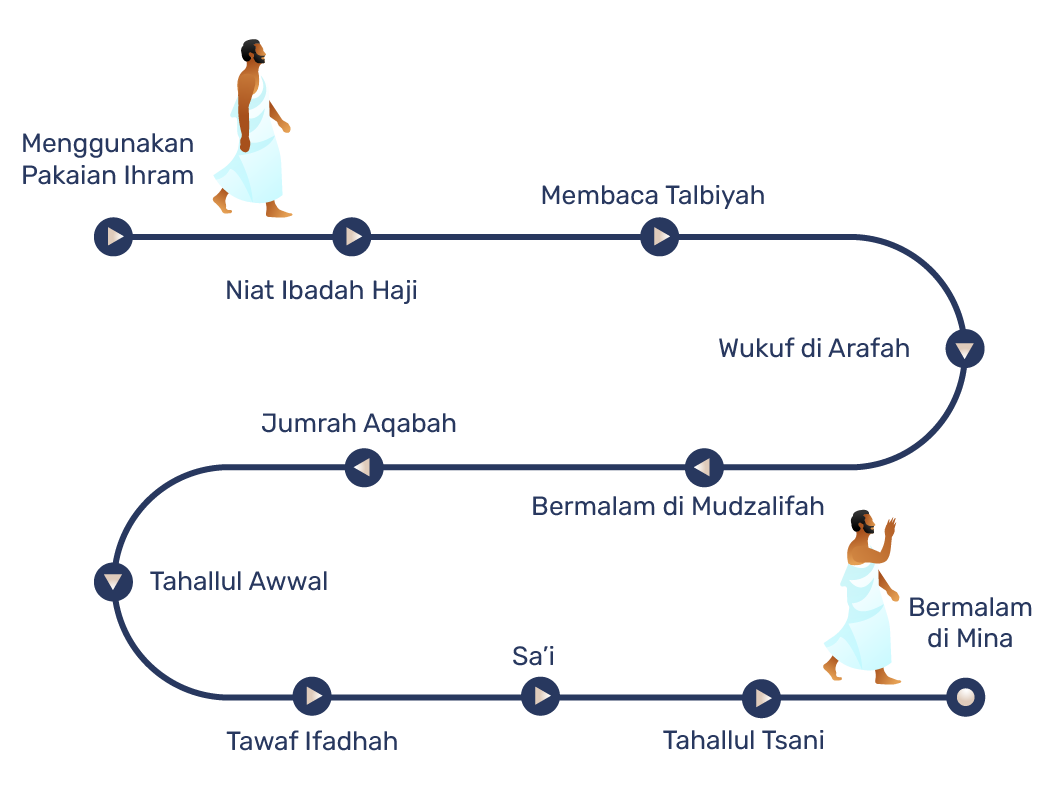 Menggunakan
Pakaian Ihram
Niat Ibadah Haji
Membaca Talbiyah
Wukuf di Arafah
Bermalam di Mudzalifah
Jumrah Aqabah
Tahallul Awwal
Tawaf Ifadhah
Sa’i
Tahallul Tsani
Bermalam
di Mina